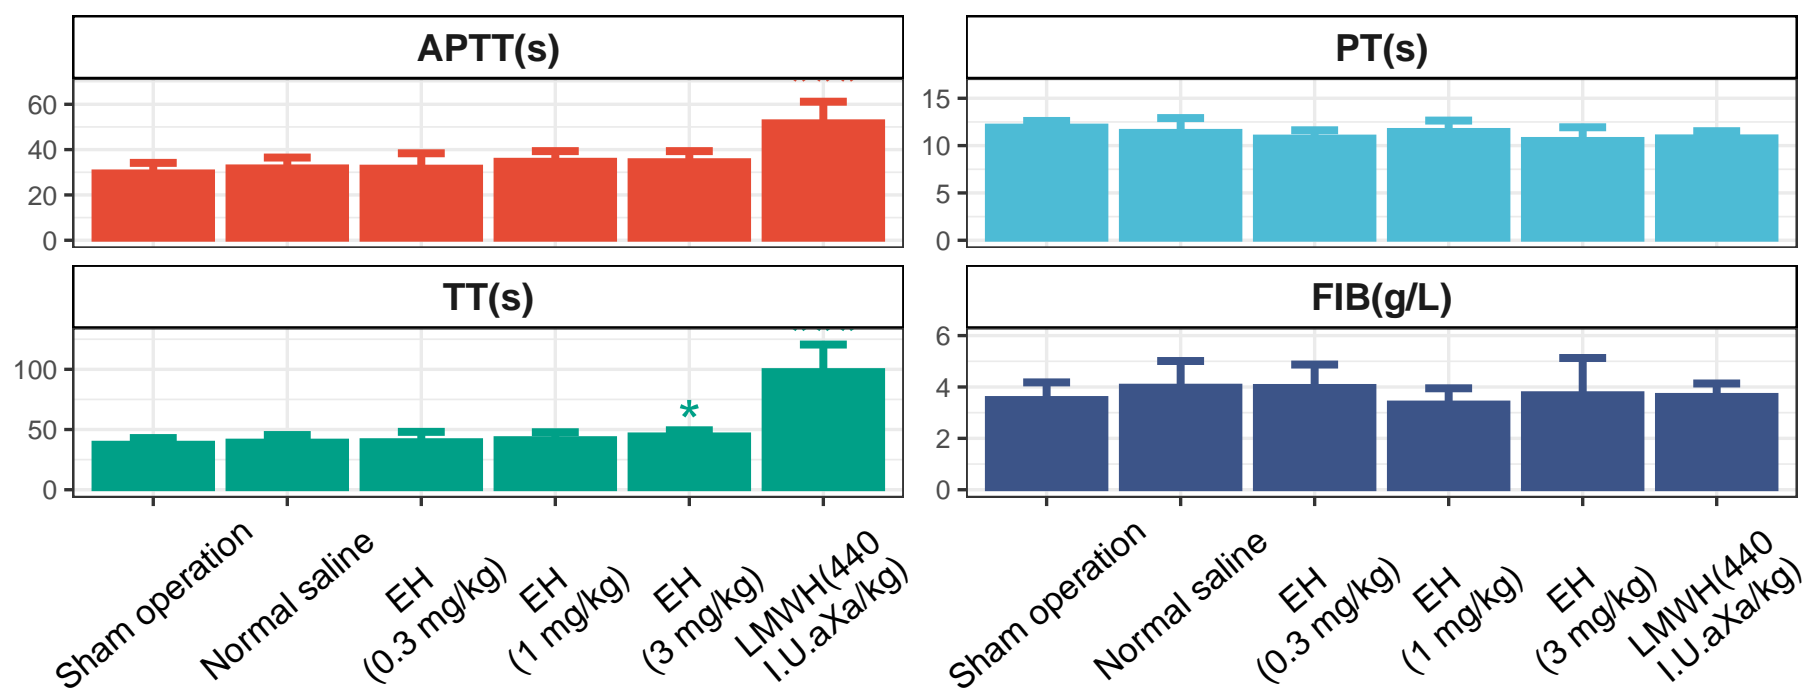 APTT(s)
60
40
20
0
PT(s)
15
10
5
0
TT(s)
100
50
0
*
FIB(g/L)
6
4
2
0
Sham operation
Normal saline
EH
(0.3 mg/kg)
EH
(1 mg/kg)
EH
(3 mg/kg)
LMWH(440
I.U.aXa/kg)
Sham operation
Normal saline
EH
(0.3 mg/kg)
EH
(1 mg/kg)
EH
(3 mg/kg)
LMWH(440
I.U.aXa/kg)